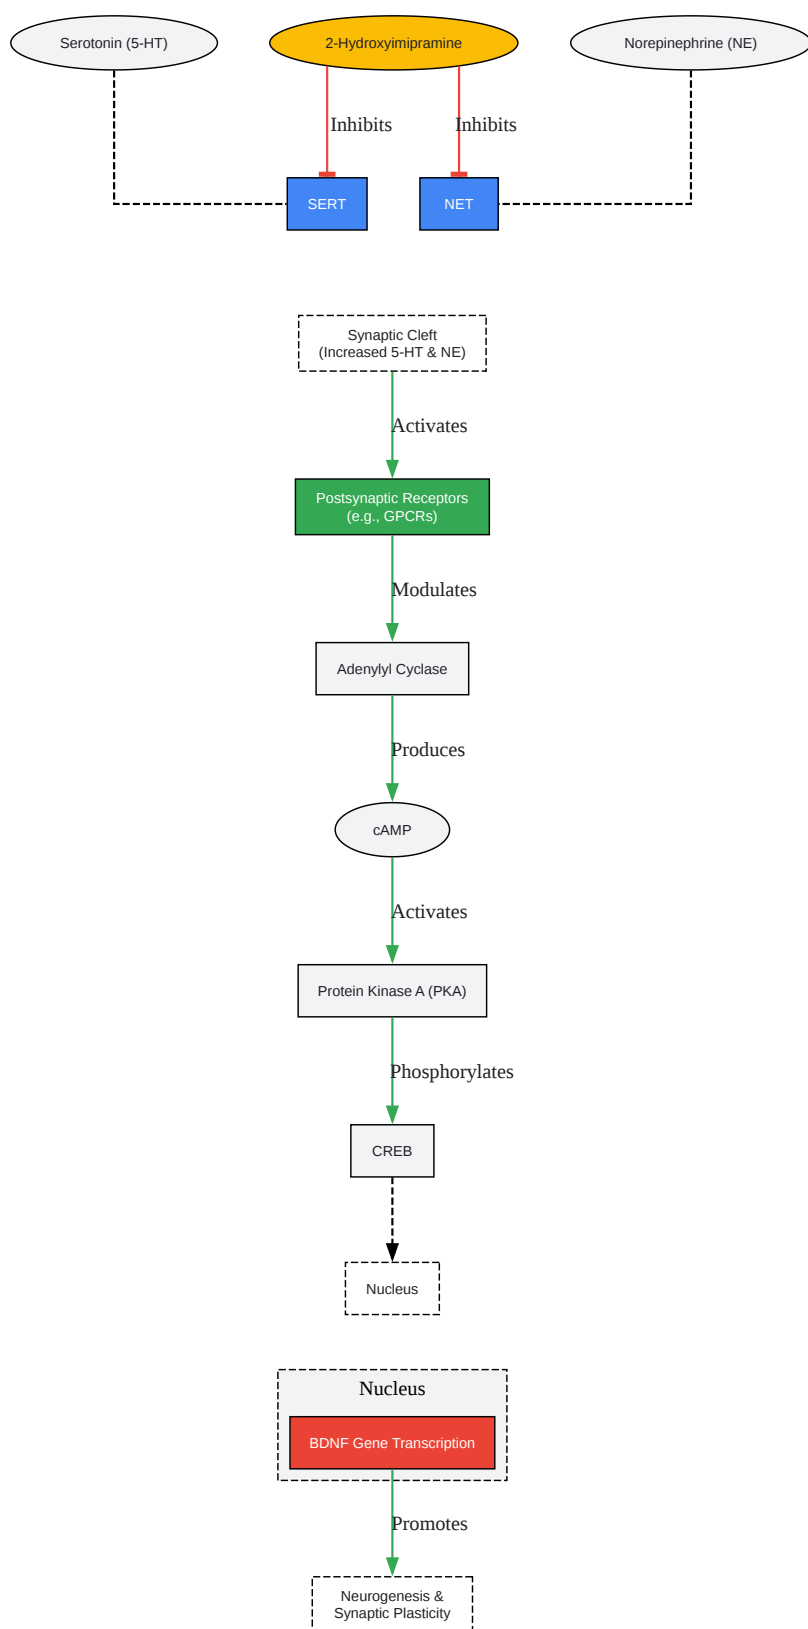 Serotonin (5-HT)
2-Hydroxyimipramine
Norepinephrine (NE)
Inhibits
Inhibits
SERT
NET
Synaptic Cleft
(Increased 5-HT & NE)
Activates
Postsynaptic Receptors
(e.g., GPCRs)
Modulates
Adenylyl Cyclase
Produces
cAMP
Activates
Protein Kinase A (PKA)
Phosphorylates
CREB
Nucleus
Nucleus
BDNF Gene Transcription
Promotes
Neurogenesis &
Synaptic Plasticity